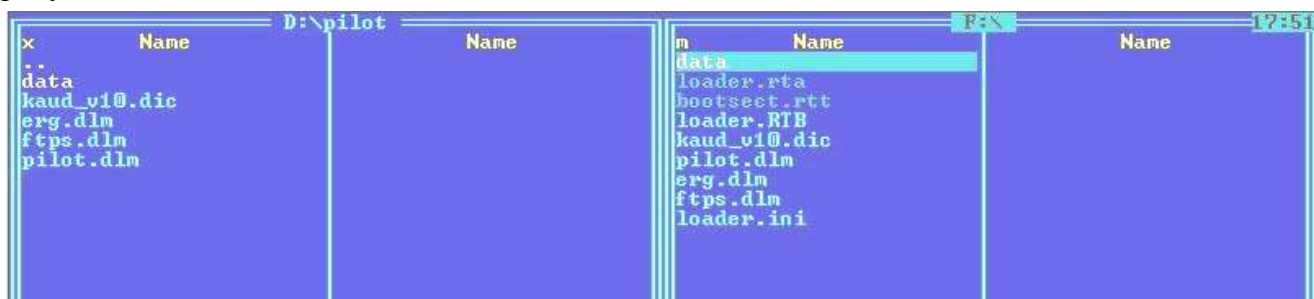 D:\pilot
x Name Name
..
data
kaud_v10.dic
erg.dlm
ftps.dlm
pilot.dlm
F:\ 17:51
m Name Name
data
loader.rta
bootsect.rtt
loader.RTB
kaud_v10.dic
pilot.dlm
erg.dlm
ftps.dlm
loader.ini